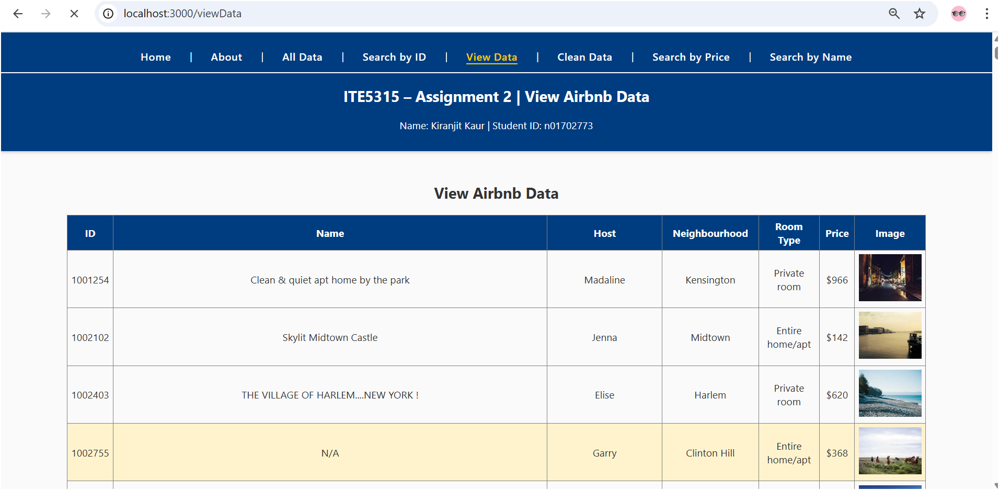 localhost:3000/viewData
Home | About | All Data | Search by ID | View Data | Clean Data | Search by Price | Search by Name
ITE5315 – Assignment 2 | View Airbnb Data
Name: Kiranjit Kaur | Student ID: n01702773
View Airbnb Data
ID Name Host Neighbourhood Room Type Price Image
1001254 Clean & quiet apt home by the park Madaline Kensington Private room $966
1002102 Skylit Midtown Castle Jenna Midtown Entire home/apt $142
1002403 THE VILLAGE OF HARLEM....NEW YORK ! Elise Harlem Private room $620
1002755 N/A Garry Clinton Hill Entire home/apt $368